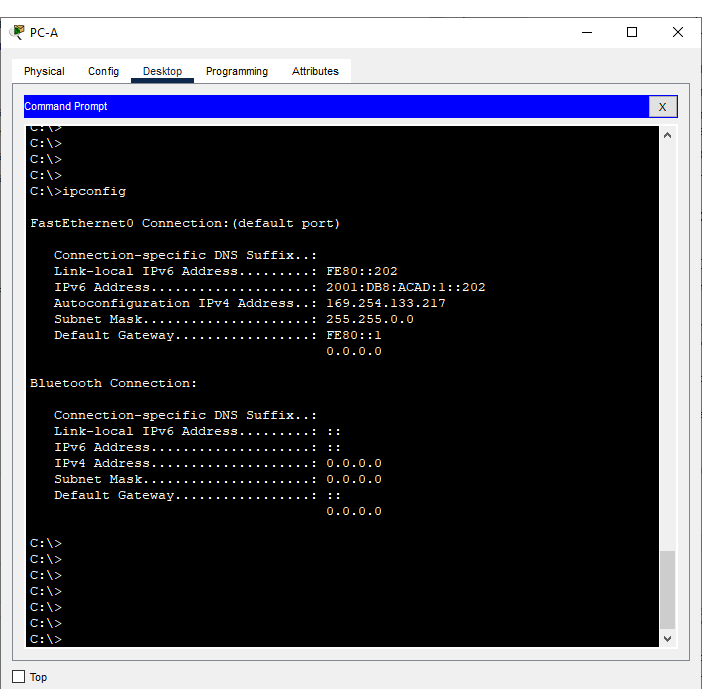 PC-A
Physical Config Desktop Programming Attributes
Command Prompt X
C:\>
C:\>
C:\>
C:\>
C:\>ipconfig
FastEthernet0 Connection:(default port)
Connection-specific DNS Suffix..:
Link-local IPv6 Address.........: FE80::202
IPv6 Address....................: 2001:DB8:ACAD:1::202
Autoconfiguration IPv4 Address..: 169.254.133.217
Subnet Mask.....................: 255.255.0.0
Default Gateway.................: FE80::1
0.0.0.0
Bluetooth Connection:
Connection-specific DNS Suffix..:
Link-local IPv6 Address.........: ::
IPv6 Address....................: ::
IPv4 Address....................: 0.0.0.0
Subnet Mask.....................: 0.0.0.0
Default Gateway.................: ::
0.0.0.0
C:\>
C:\>
C:\>
C:\>
C:\>
C:\>
C:\>
Top